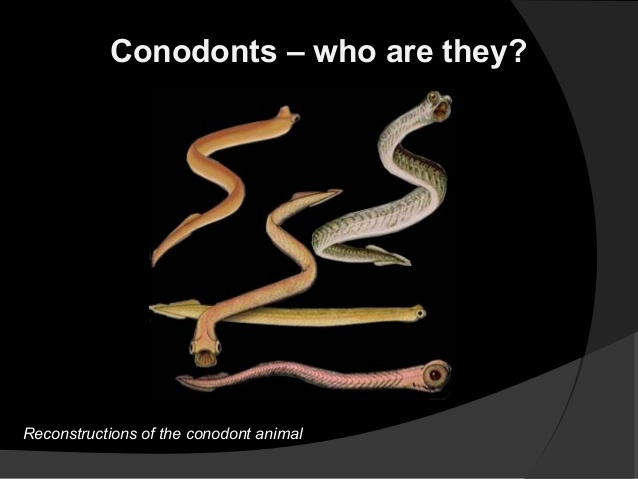 Conodonts – who are they?
Reconstructions of the conodont animal